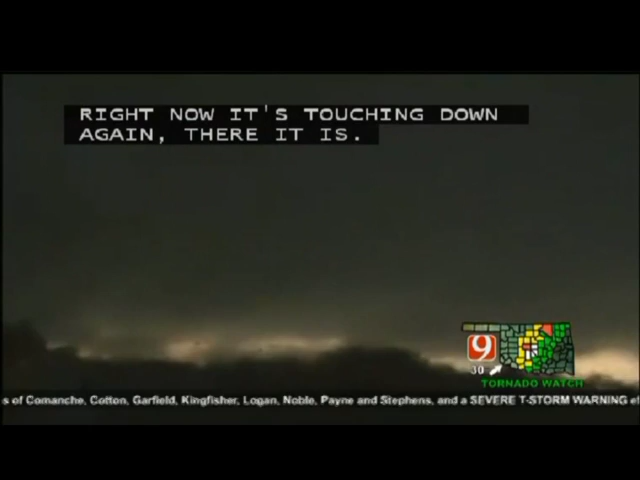 RIGHT NOW IT'S TOUCHING DOWN
AGAIN, THERE IT IS.
9
:30
TORNADO WATCH
s of Comanche, Cotton, Garfield, Kingfisher, Logan, Noble, Payne and Stephens, and a SEVERE T-STORM WARNING ef